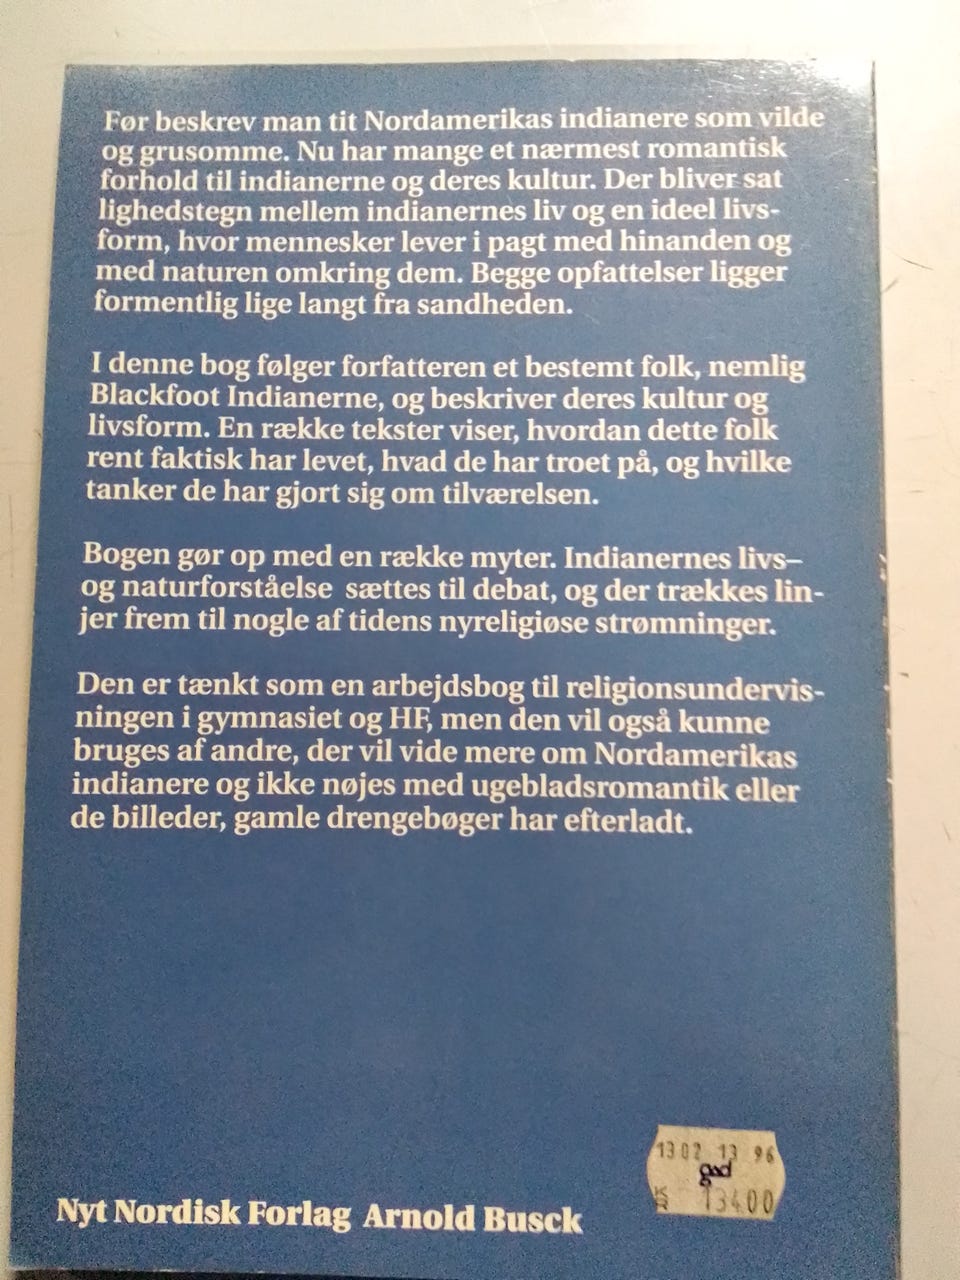 Før beskrev man tit Nordamerikas indianere som vilde
og grusomme. Nu har mange et nærmest romantisk
forhold til indianerne og deres kultur. Der bliver sat
lighedstegn mellem indianernes liv og en ideel livs-
form, hvor mennesker lever i pagt med hinanden og
med naturen omkring dem. Begge opfattelser ligger
formentlig lige langt fra sandheden.
I denne bog følger forfatteren et bestemt folk, nemlig
Blackfoot Indianerne, og beskriver deres kultur og
livsform. En række tekster viser, hvordan dette folk
rent faktisk har levet, hvad de har troet på, og hvilke
tanker de har gjort sig om tilværelsen.
Bogen gør op med en række myter. Indianernes livs–
og naturforståelse sættes til debat, og der trækkes lin-
jer frem til nogle af tidens nyreligiøse strømninger.
Den er tænkt som en arbejdsbog til religionsundervis-
ningen i gymnasiet og HF, men den vil også kunne
bruges af andre, der vil vide mere om Nordamerikas
indianere og ikke nøjes med ugebladsromantik eller
de billeder, gamle drengebøger har efterladt.
1302 13 96
god
KR 13400
Nyt Nordisk Forlag Arnold Busck